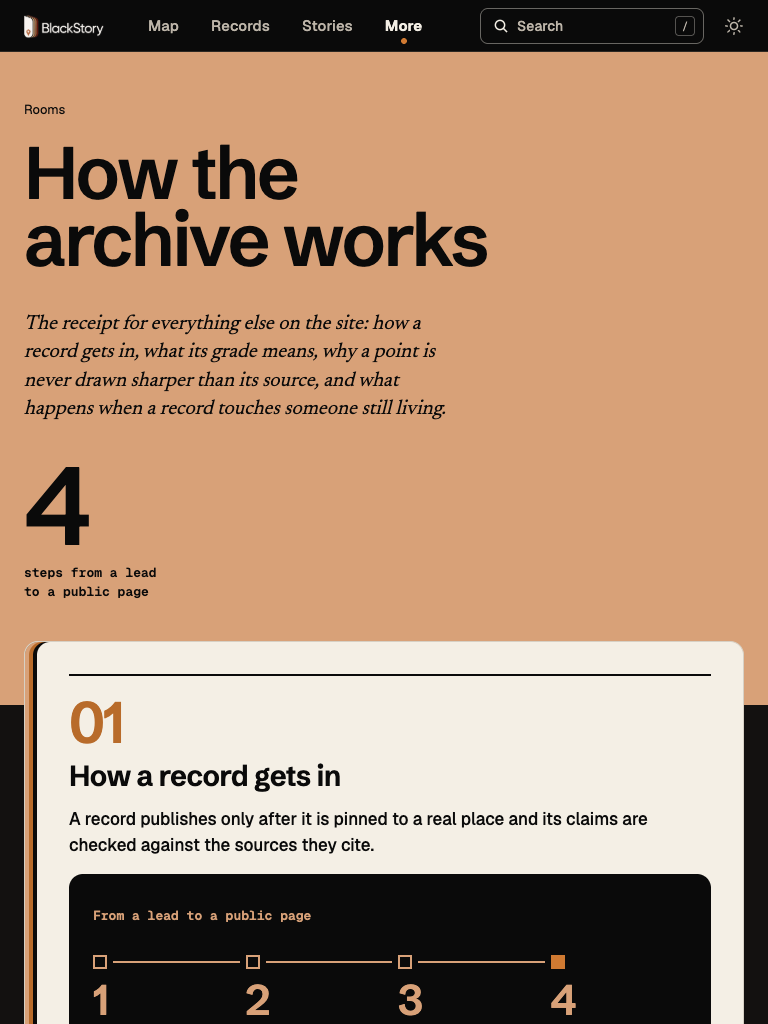 BlackStory
Map
Records
Stories
More
Search
/
Rooms
How the
archive works
The receipt for everything else on the site: how a
record gets in, what its grade means, why a point is
never drawn sharper than its source, and what
happens when a record touches someone still living.
4
steps from a lead
to a public page
01
How a record gets in
A record publishes only after it is pinned to a real place and its claims are
checked against the sources they cite.
From a lead to a public page
1
2
3
4